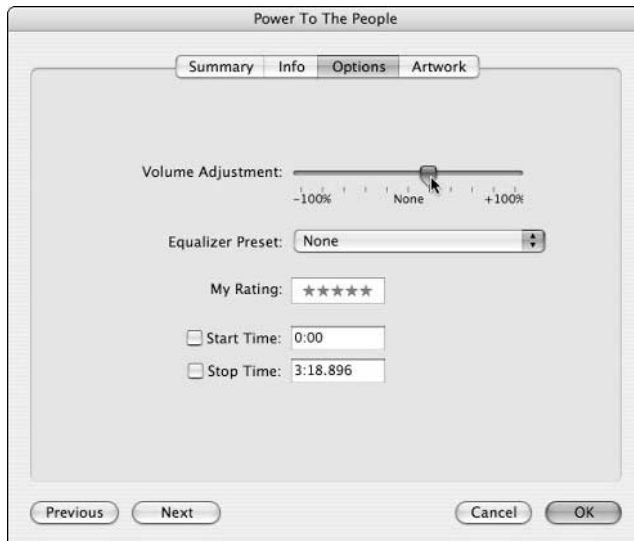 Power To The People
Summary Info Options Artwork
Volume Adjustment:
-100% None +100%
Equalizer Preset: None
My Rating: ★★★★★
Start Time: 0:00
Stop Time: 3:18.896
Previous Next Cancel OK